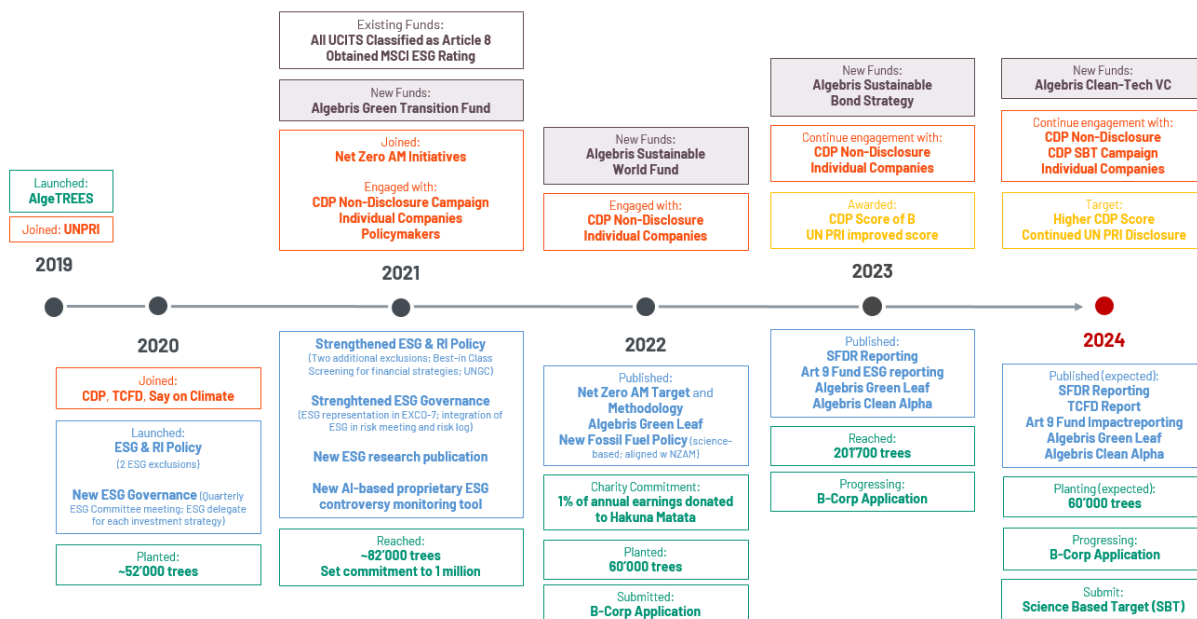 Launched:
AlgeTREES
Joined: UNPRI
2019
2020
Joined:
CDP, TCFD, Say on Climate
Launched:
ESG & RI Policy
(2 ESG exclusions)
New ESG Governance (Quarterly
ESG Committee meeting; ESG delegate
for each investment strategy)
Planted:
~52'000 trees
Existing Funds:
All UCITS Classified as Article 8
Obtained MSCI ESG Rating
New Funds:
Algebris Green Transition Fund
Joined:
Net Zero AM Initiatives
Engaged with:
CDP Non-Disclosure Campaign
Individual Companies
Policymakers
2021
Strengthened ESG & RI Policy
(Two additional exclusions; Best-in Class
Screening for financial strategies; UNGC)
Strenghtened ESG Governance
(ESG representation in EXCO-7; integration of
ESG in risk meeting and risk log)
New ESG research publication
New AI-based proprietary ESG
controversy monitoring tool
Reached:
~82'000 trees
Set commitment to 1 million
New Funds:
Algebris Sustainable
World Fund
Engaged with:
CDP Non-Disclosure
Individual Companies
2022
Published:
Net Zero AM Target and
Methodology
Algebris Green Leaf
New Fossil Fuel Policy (science-
based; aligned w NZAM)
Charity Commitment:
1% of annual earnings donated
to Hakuna Matata
Planted:
60'000 trees
Submitted:
B-Corp Application
New Funds:
Algebris Sustainable
Bond Strategy
Continue engagement with:
CDP Non-Disclosure
Individual Companies
Awarded:
CDP Score of B
UN PRI improved score
2023
Published:
SFDR Reporting
Art 9 Fund ESG reporting
Algebris Green Leaf
Algebris Clean Alpha
Reached:
201'700 trees
Progressing:
B-Corp Application
New Funds:
Algebris Clean-Tech VC
Continue engagement with:
CDP Non-Disclosure
CDP SBT Campaign
Individual Companies
Target:
Higher CDP Score
Continued UN PRI Disclosure
2024
Published (expected):
SFDR Reporting
TCFD Report
Art 9 Fund Impactreporting
Algebris Green Leaf
Algebris Clean Alpha
Planting (expected):
60'000 trees
Progressing:
B-Corp Application
Submit:
Science Based Target (SBT)